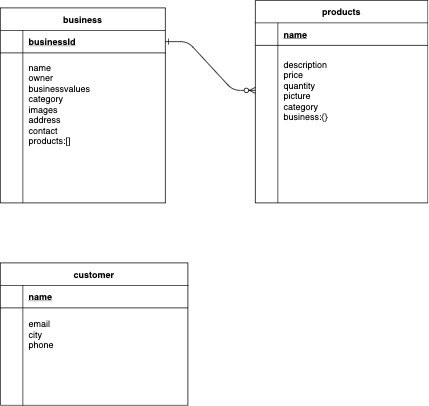 business
businessId
name
owner
businessvalues
category
images
address
contact
products:[]
products
name
description
price
quantity
picture
category
business:{}
customer
name
email
city
phone